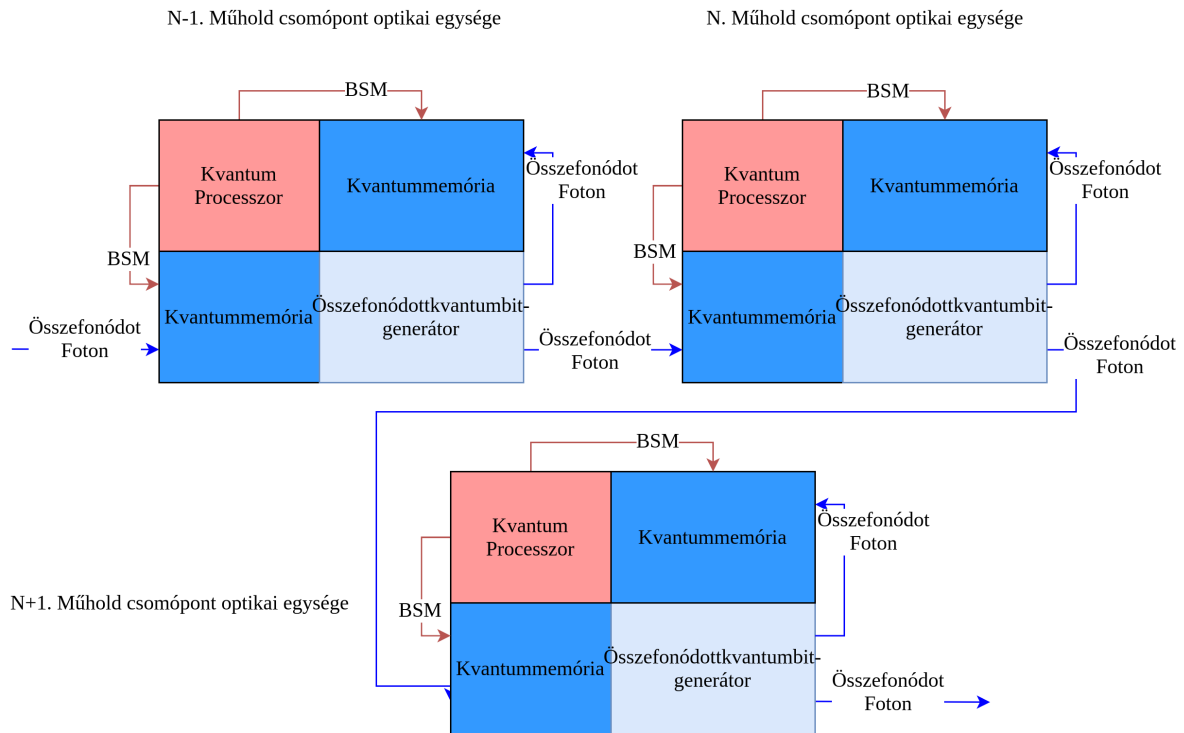 N-1. Műhold csomópont optikai egysége
N. Műhold csomópont optikai egysége
BSM
Kvantum
Processzor
Kvantummemória
Összefonódot
Foton
BSM
Kvantummemória
Összefonódottkvantumbit-
generátor
Összefonódot
Foton
Összefonódot
Foton
BSM
Kvantum
Processzor
Kvantummemória
Összefonódot
Foton
BSM
Kvantummemória
Összefonódottkvantumbit-
generátor
Összefonódot
Foton
N+1. Műhold csomópont optikai egysége
BSM
Kvantum
Processzor
Kvantummemória
Összefonódot
Foton
BSM
Kvantummemória
Összefonódottkvantumbit-
generátor
Összefonódot
Foton